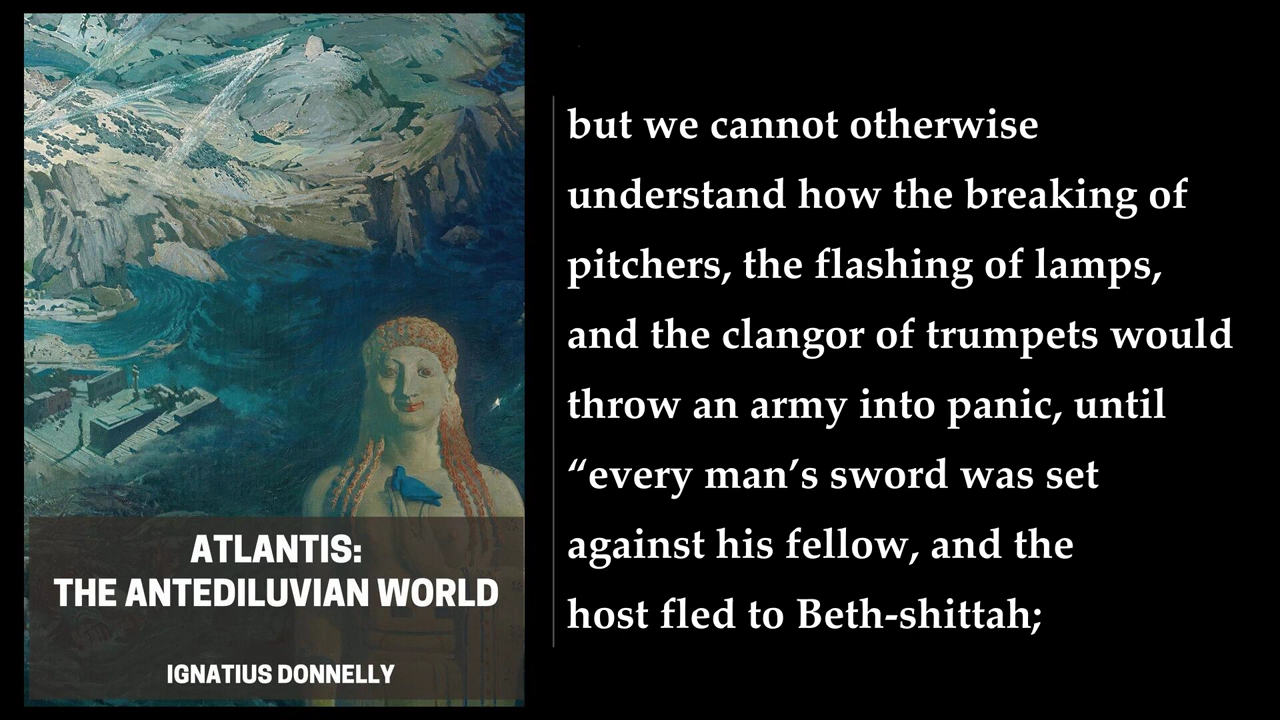 ATLANTIS:
THE ANTEDILUVIAN WORLD
IGNATIUS DONNELLY
but we cannot otherwise
understand how the breaking of
pitchers, the flashing of lamps,
and the clangor of trumpets would
throw an army into panic, until
“every man’s sword was set
against his fellow, and the
host fled to Beth-shittah;